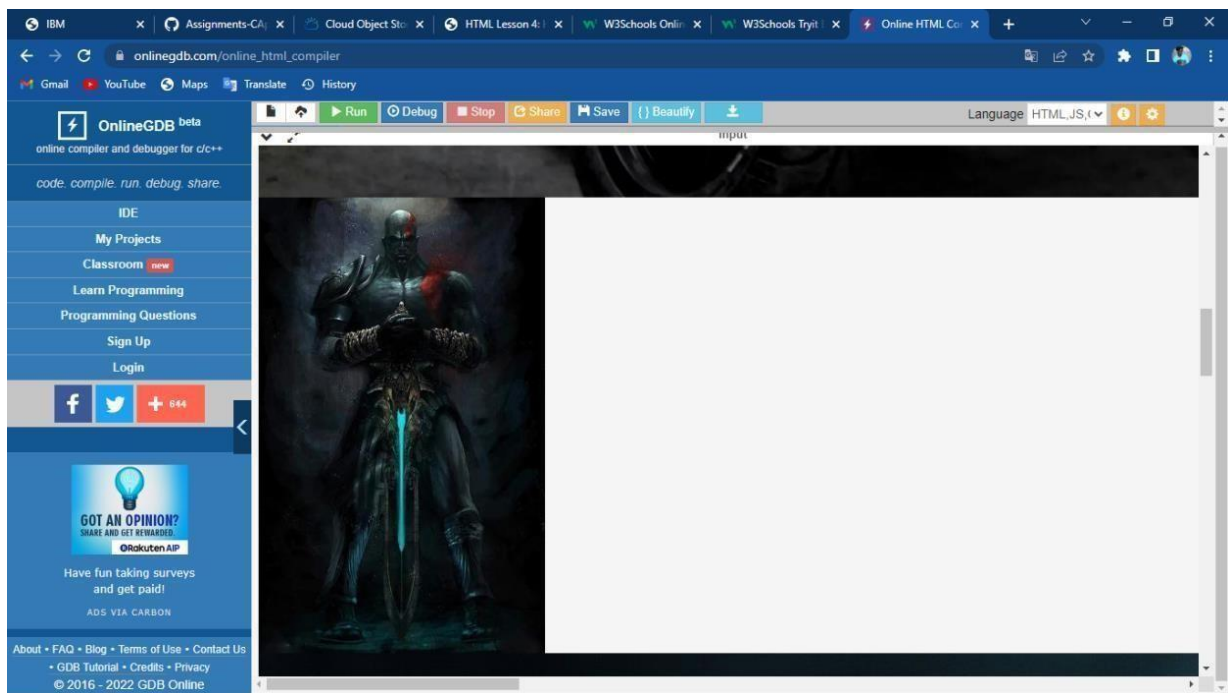 IBM
Assignments-CA
Cloud Object Sto
HTML Lesson 4:
W3Schools Onlin
W3Schools Tryit
Online HTML Co
onlinegdb.com/online_html_compiler
Gmail YouTube Maps Translate History
OnlineGDB beta
online compiler and debugger for c/c++
code. compile. run. debug. share.
IDE
My Projects
Classroom new
Learn Programming
Programming Questions
Sign Up
Login
644
GOT AN OPINION?
SHARE AND GET REWARDED.
Rakuten AIP
Have fun taking surveys
and get paid!
ADS VIA CARBON
About • FAQ • Blog • Terms of Use • Contact Us
• GDB Tutorial • Credits • Privacy
© 2016 - 2022 GDB Online
Run Debug Stop Share Save { } Beautify
Language HTML,JS,
input